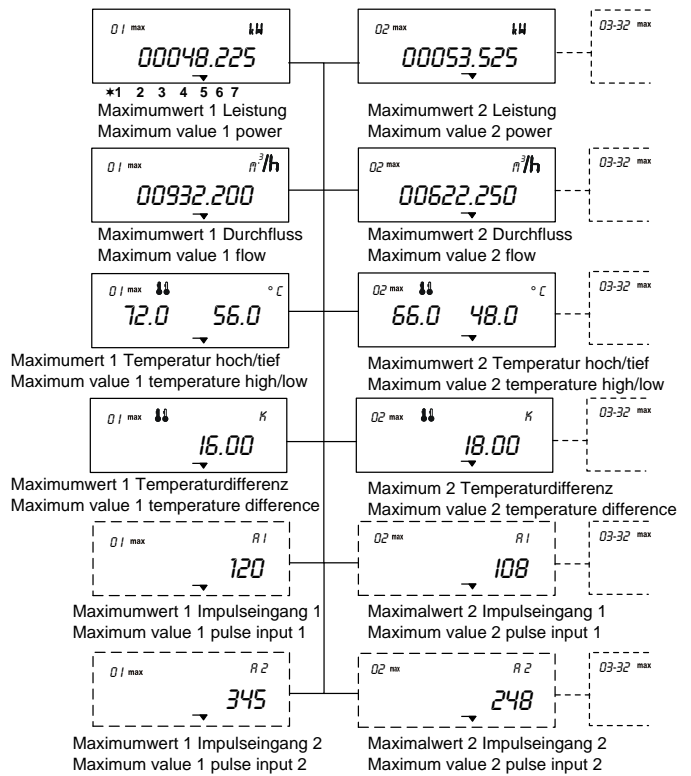 01 max kW 02 max kW 03-32 max
00048.225 00053.525
*1 2 3 4 5 6 7
Maximumwert 1 Leistung Maximumwert 2 Leistung
Maximum value 1 power Maximum value 2 power
01 max m³/h 02 max m³/h 03-32 max
00932.200 00622.250
Maximumwert 1 Durchfluss Maximumwert 2 Durchfluss
Maximum value 1 flow Maximum value 2 flow
01 max °C 02 max °C 03-32 max
72.0 56.0 66.0 48.0
Maximumert 1 Temperatur hoch/tief Maximumwert 2 Temperatur hoch/tief
Maximum value 1 temperature high/low Maximum value 2 temperature high/low
01 max K 02 max K 03-32 max
16.00 18.00
Maximumwert 1 Temperaturdifferenz Maximum 2 Temperaturdifferenz
Maximum value 1 temperature difference Maximum value 2 temperature difference
01 max A1 02 max A1 03-32 max
120 108
Maximumwert 1 Impulseingang 1 Maximalwert 2 Impulseingang 1
Maximum value 1 pulse input 1 Maximum value 2 pulse input 1
01 max A2 02 max A2 03-32 max
345 248
Maximumwert 1 Impulseingang 2 Maximalwert 2 Impulseingang 2
Maximum value 1 pulse input 2 Maximum value 2 pulse input 2